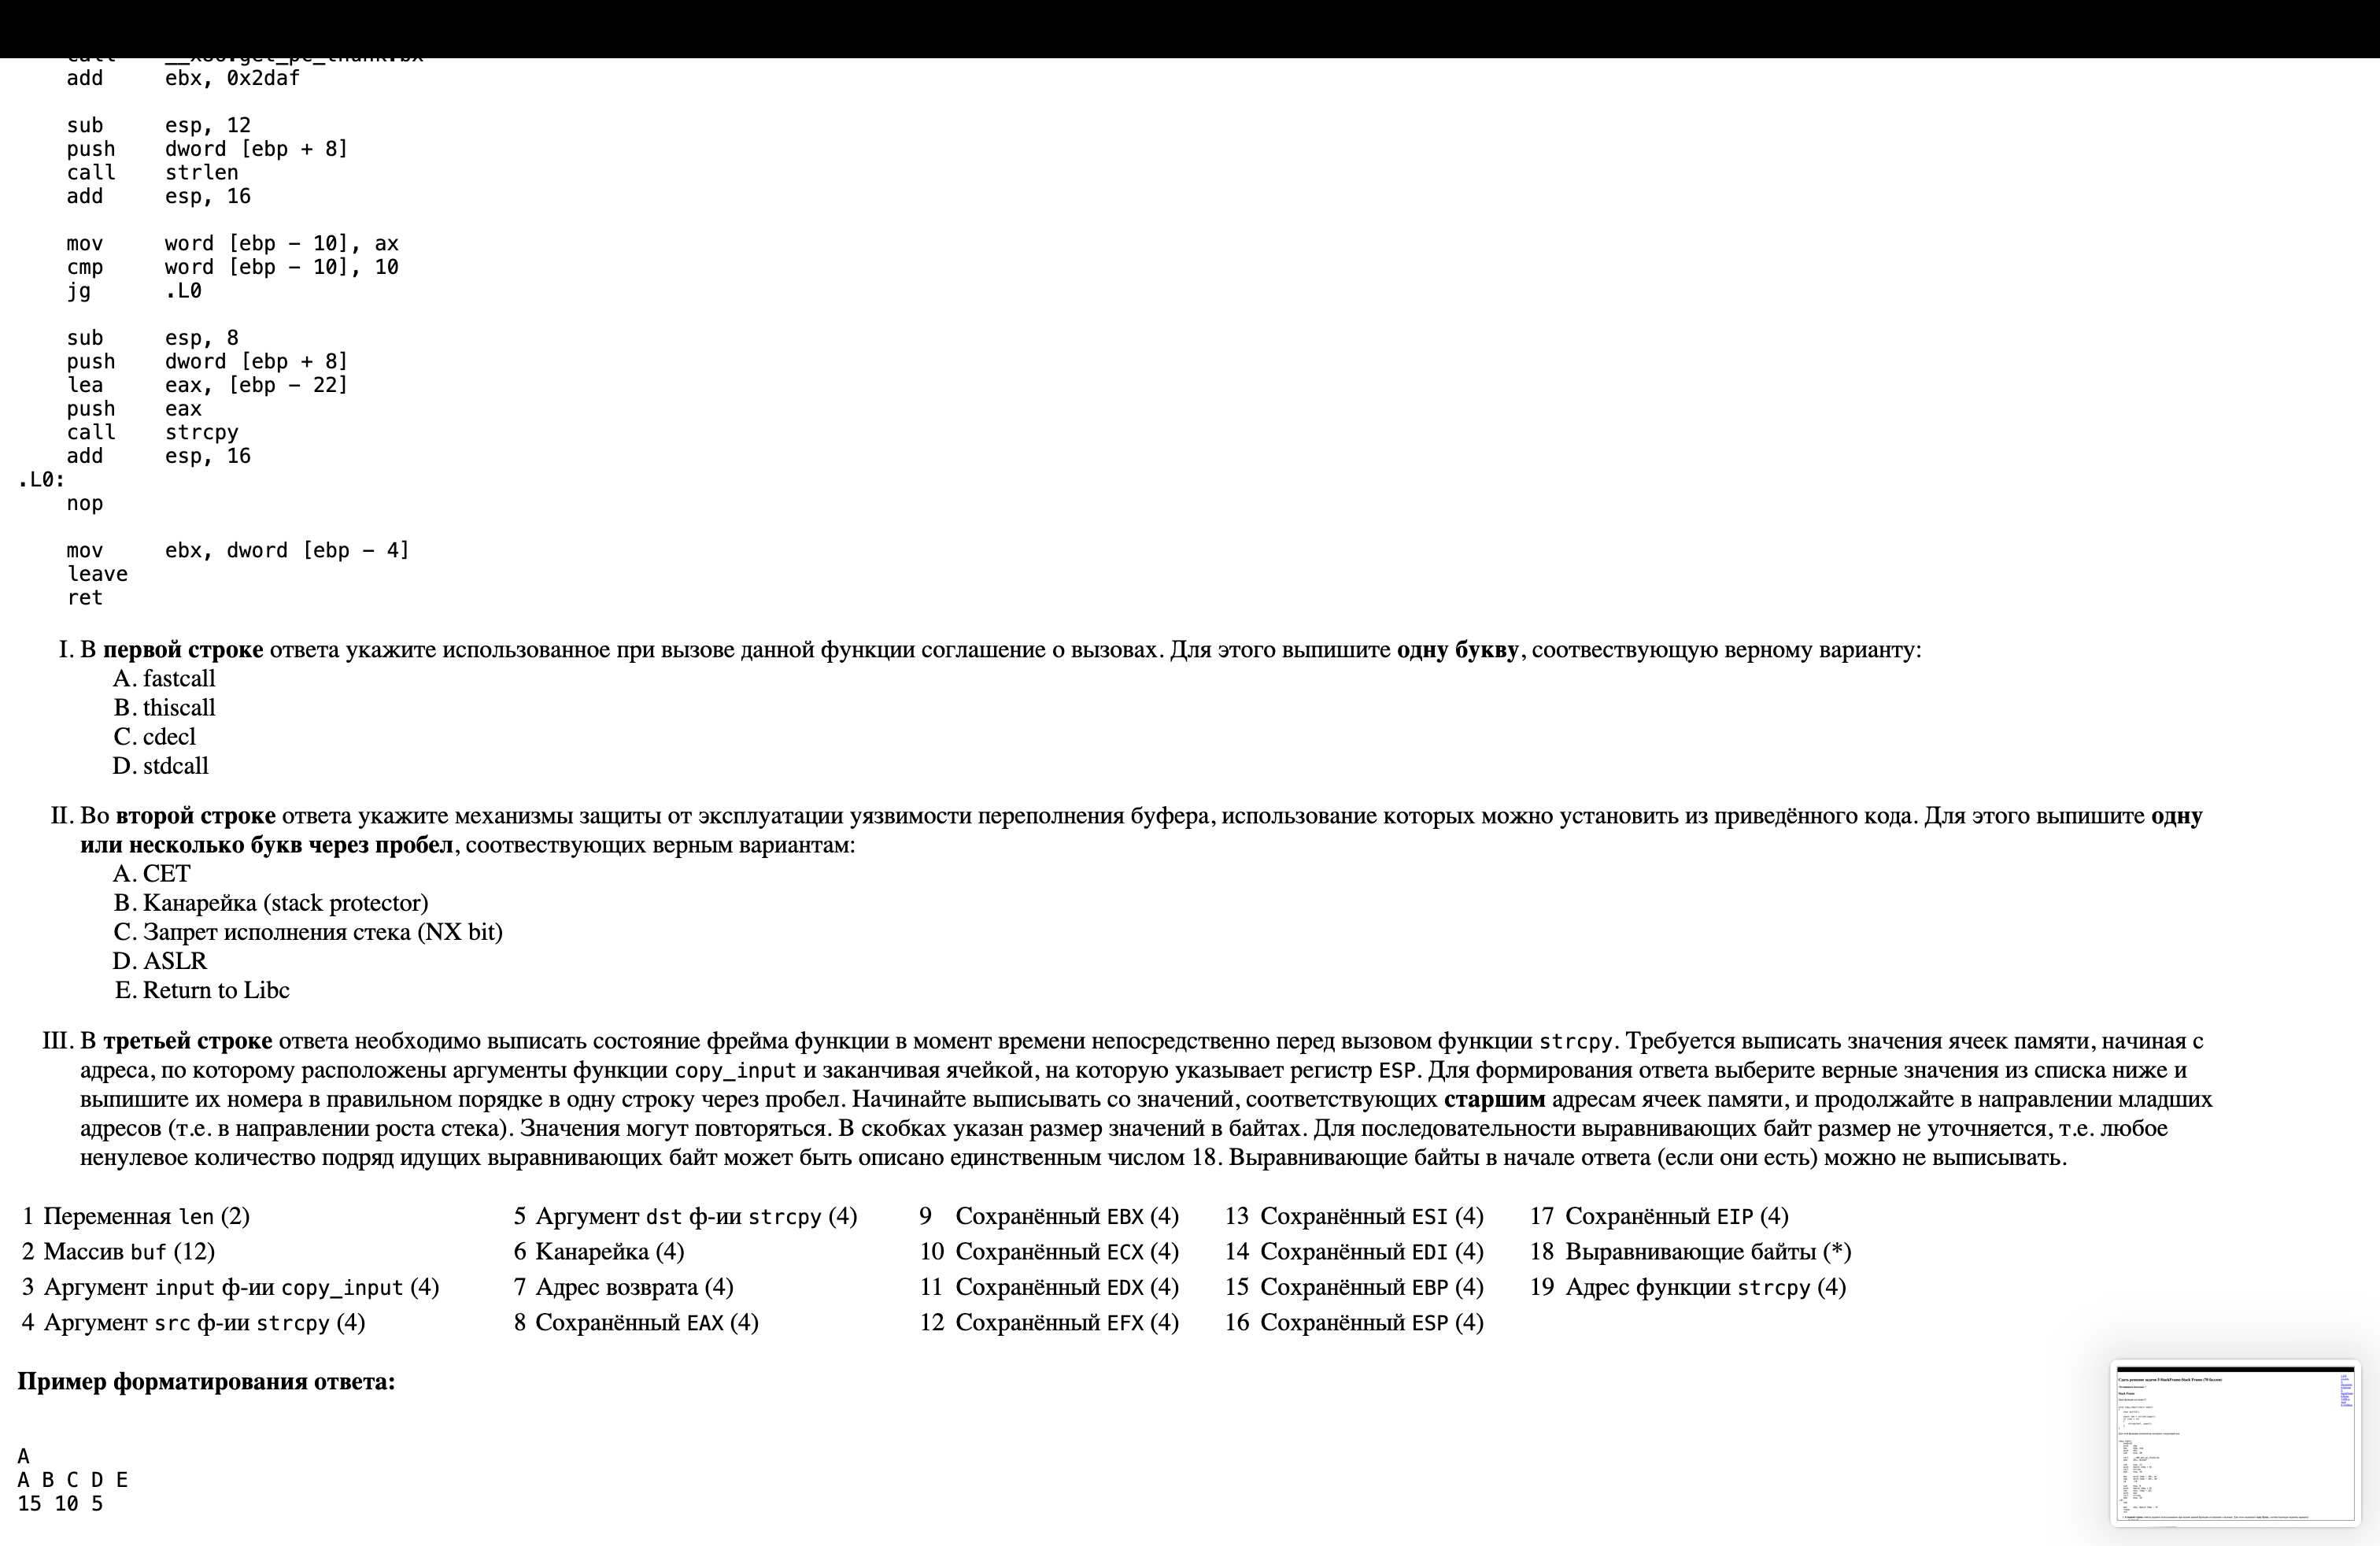 add ebx, 0x2daf
sub esp, 12
push dword [ebp + 8]
call strlen
add esp, 16
mov word [ebp - 10], ax
cmp word [ebp - 10], 10
jg .L0
sub esp, 8
push dword [ebp + 8]
lea eax, [ebp - 22]
push eax
call strcpy
add esp, 16
.L0:
nop
mov ebx, dword [ebp - 4]
leave
ret
I. В первой строке ответа укажите использованное при вызове данной функции соглашение о вызовах. Для этого выпишите одну букву, соотвествующую верному варианту:
A. fastcall
B. thiscall
C. cdecl
D. stdcall
II. Во второй строке ответа укажите механизмы защиты от эксплуатации уязвимости переполнения буфера, использование которых можно установить из приведённого кода. Для этого выпишите одну
или несколько букв через пробел, соотвествующих верным вариантам:
A. CET
B. Канарейка (stack protector)
C. Запрет исполнения стека (NX bit)
D. ASLR
E. Return to Libc
III. В третьей строке ответа необходимо выписать состояние фрейма функции в момент времени непосредственно перед вызовом функции strcpy. Требуется выписать значения ячеек памяти, начиная с
адреса, по которому расположены аргументы функции copy_input и заканчивая ячейкой, на которую указывает регистр ESP. Для формирования ответа выберите верные значения из списка ниже и
выпишите их номера в правильном порядке в одну строку через пробел. Начинайте выписывать со значений, соответствующих старшим адресам ячеек памяти, и продолжайте в направлении младших
адресов (т.е. в направлении роста стека). Значения могут повторяться. В скобках указан размер значений в байтах. Для последовательности выравнивающих байт размер не уточняется, т.е. любое
ненулевое количество подряд идущих выравнивающих байт может быть описано единственным числом 18. Выравнивающие байты в начале ответа (если они есть) можно не выписывать.
1 Переменная len (2) 5 Аргумент dst ф-ии strcpy (4) 9 Сохранённый EBX (4) 13 Сохранённый ESI (4) 17 Сохранённый EIP (4)
2 Массив buf (12) 6 Канарейка (4) 10 Сохранённый ECX (4) 14 Сохранённый EDI (4) 18 Выравнивающие байты (*)
3 Аргумент input ф-ии copy_input (4) 7 Адрес возврата (4) 11 Сохранённый EDX (4) 15 Сохранённый EBP (4) 19 Адрес функции strcpy (4)
4 Аргумент src ф-ии strcpy (4) 8 Сохранённый EAX (4) 12 Сохранённый EFX (4) 16 Сохранённый ESP (4)
Пример форматирования ответа:
A
A B C D E
15 10 5